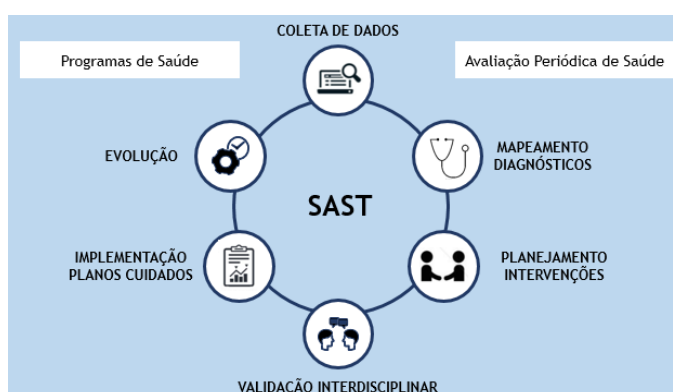 COLETA DE DADOS
Programas de Saúde
Avaliação Periódica de Saúde
EVOLUÇÃO
MAPEAMENTO
DIAGNÓSTICOS
SAST
IMPLEMENTAÇÃO
PLANOS CUIDADOS
PLANEJAMENTO
INTERVENÇÕES
VALIDAÇÃO INTERDISCIPLINAR